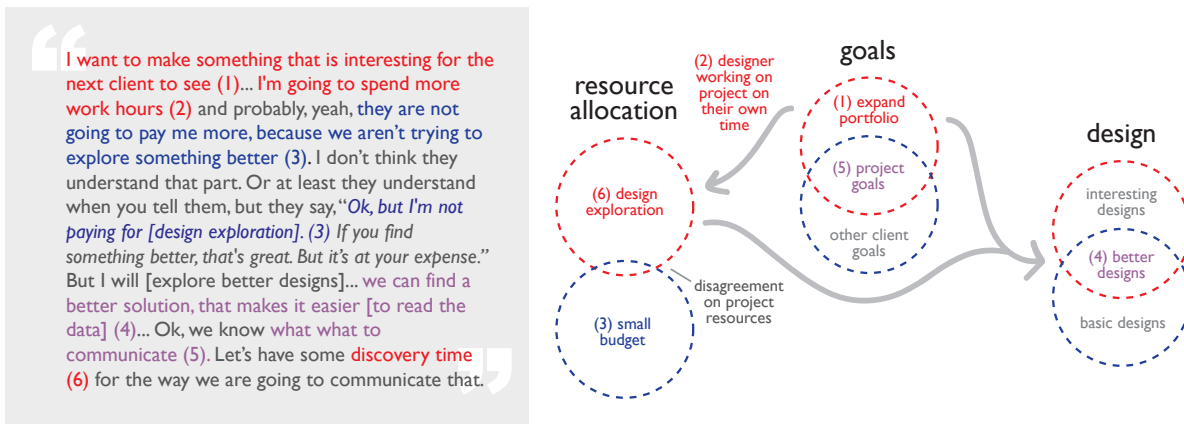 I want to make something that is interesting for the
next client to see (1)... I'm going to spend more
work hours (2) and probably, yeah, they are not
going to pay me more, because we aren't trying to
explore something better (3). I don't think they
understand that part. Or at least they understand
when you tell them, but they say, “Ok, but I'm not
paying for [design exploration]. (3) If you find
something better, that's great. But it’s at your expense.”
But I will [explore better designs]... we can find a
better solution, that makes it easier [to read the
data] (4)... Ok, we know what what to
communicate (5). Let’s have some discovery time
(6) for the way we are going to communicate that.
resource
allocation
(6) design
exploration
(3) small
budget
disagreement
on project
resources
(2) designer
working on
project on
their own
time
goals
(1) expand
portfolio
(5) project
goals
other client
goals
design
interesting
designs
(4) better
designs
basic designs